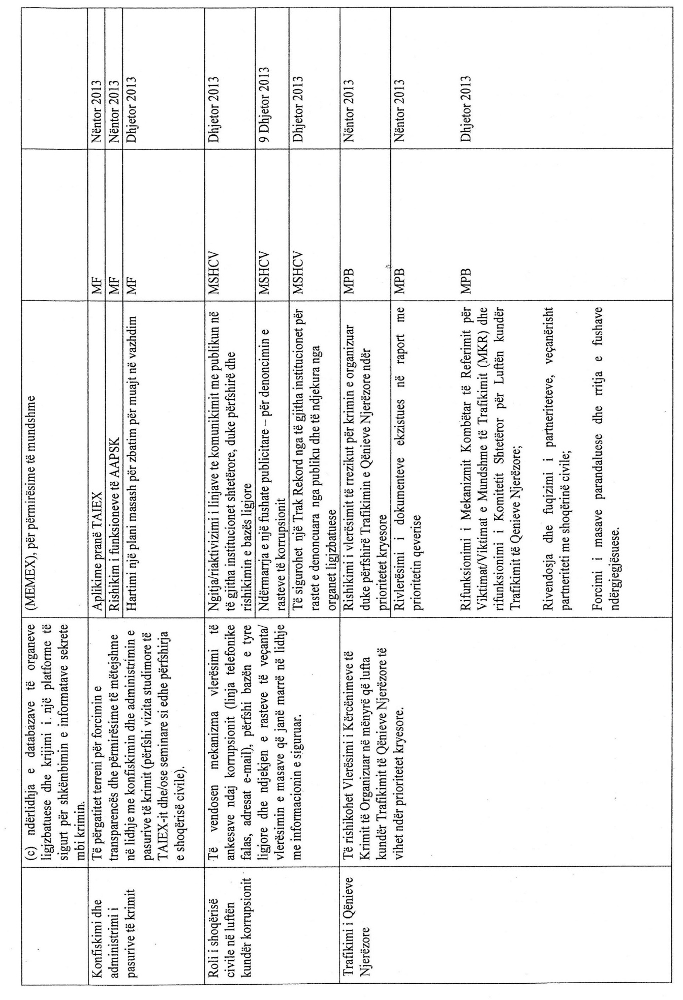 (c) ndërlidhja e databazave të organeve
ligjzbatuese dhe krijimi i një platforme të
sigurt për shkëmbimin e informatave sekrete
mbi krimin.
(MEMEX), për përmirësime të mundshme
Konfiskimi dhe
administrimi i
pasurive të krimit
Të përgatitet terreni për forcimin e
transparencës dhe përmirësime të mëtejshme
në lidhje me konfiskimin dhe administrimin e
pasurive të krimit (përfshi vizita studimore të
TAIEX-it dhe/ose seminare si edhe përfshirja
e shoqërisë civile).
Aplikime pranë TAIEX
MF
Nëntor 2013
Rishikim i funksioneve të AAPSK
MF
Nëntor 2013
Hartimi një plani masash për zbatim për muajt në vazhdim
MF
Dhjetor 2013
Roli i shoqërisë
civile në luftën
kundër korrupsionit
Të vendosen mekanizma vlerësimi të
ankesave ndaj korrupsionit (linja telefonike
falas, adresat e-mail), përfshi bazën e tyre
ligjore dhe ndjekjen e rasteve të veçanta/
vlerësimin e masave që janë marrë në lidhje
me informacionin e siguruar.
Ngitja/riaktivizimi i linjave te komunikimit me publikun në
të gjitha institucionet shtetërore, duke përfshirë dhe
rishikimin e bazës ligjore
MSHCV
Dhjetor 2013
Ndërmarrja e një fushate publicitare – për denoncimin e
rasteve të korrupsionit
MSHCV
9 Dhjetor 2013
Të sigurohet një Trak Rekord nga të gjitha institucionet për
rastet e denoncuara nga publiku dhe të ndjekura nga
organet ligjzbatuese
MSHCV
Dhjetor 2013
Trafikimi i Qënieve
Njerëzore
Të rishikohet Vlerësimi i Kërcënimeve të
Krimit të Organizuar në mënyrë që lufta
kundër Trafikimit të Qënieve Njerëzore të
vihet ndër prioritetet kryesore.
Rishikimi i vlerësimit të rrezikut për krimin e organizuar
duke përfshirë Trafikimin e Qënieve Njerëzore ndër
prioritetet kryesore
MPB
Nëntor 2013
Rivlerësimi i dokumenteve ekzistues në raport me
prioritetin qeverise
MPB
Nëntor 2013
Rifunksionimi i Mekanizmit Kombëtar të Referimit për
Viktimat/Viktimat e Mundshme të Trafikimit (MKR) dhe
rifunksionimi i Komitetit Shtetëror për Luftën kundër
Trafikimit të Qenieve Njerëzore;
MPB
Dhjetor 2013
Rivendosja dhe fuqizimi i partneriteteve, veçanërisht
partneriteti me shoqërinë civile;
Forcimi i masave parandaluese dhe rritja e fushave
ndërgjegjësuese.